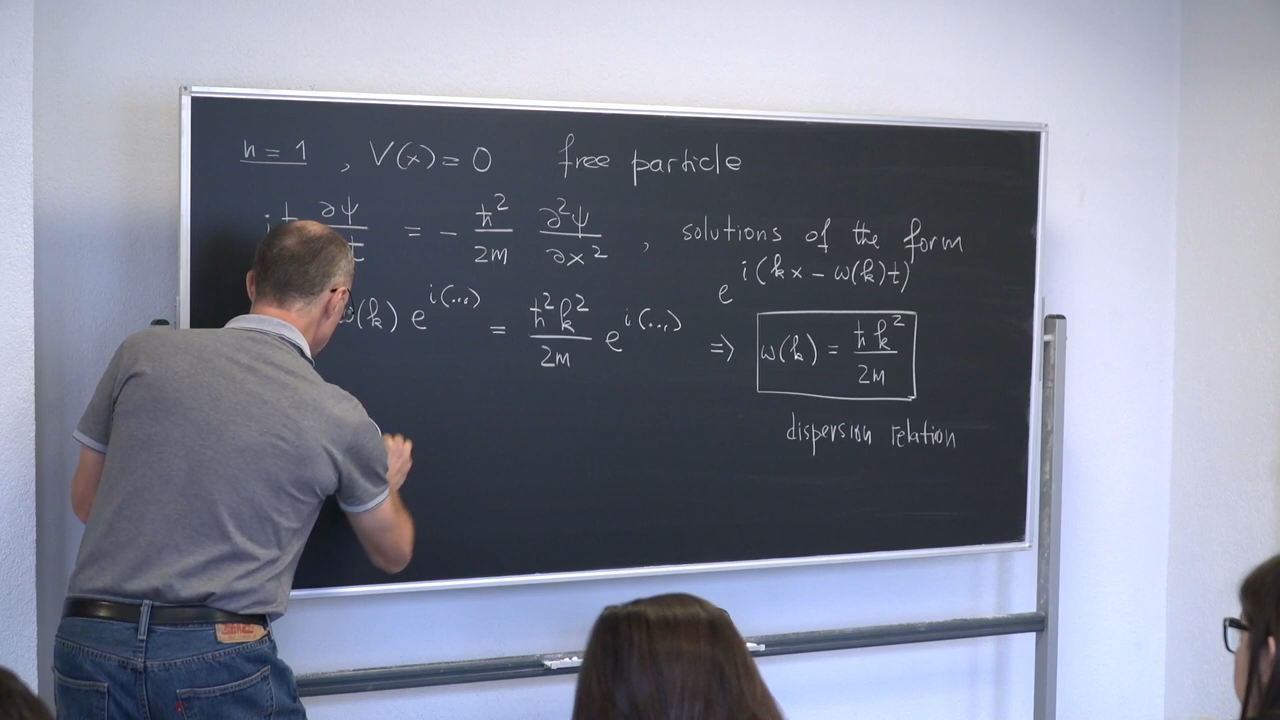 n = 1 , V(x) = 0 free particle
iħ ∂ψ/∂t = - ħ²/2m ∂²ψ/∂x² , solutions of the form
e^{i(kx - ω(k)t)}
ω(k) e^{i(...)} = ħ²k²/2m e^{i(...)} ⇒ ω(k) = ħk²/2m
dispersion relation